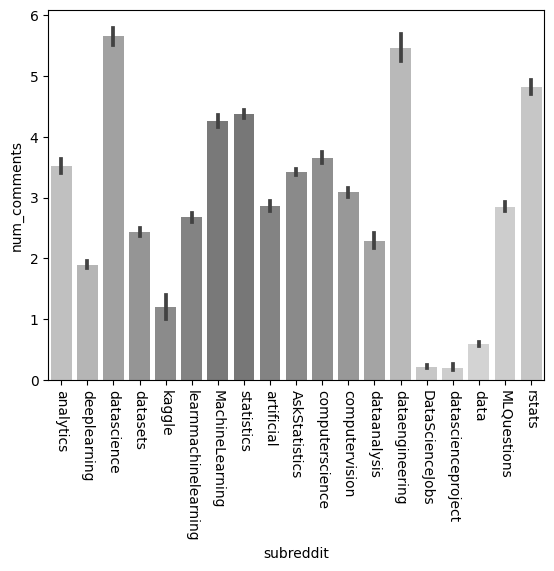 6
5
4
3
2
1
0
num_comments
analytics
deeplearning
datascience
datasets
kaggle
learnmachinelearning
MachineLearning
statistics
artificial
AskStatistics
computerscience
computervision
dataanalysis
dataengineering
DataScienceJobs
datascienceproject
data
MLQuestions
rstats
subreddit